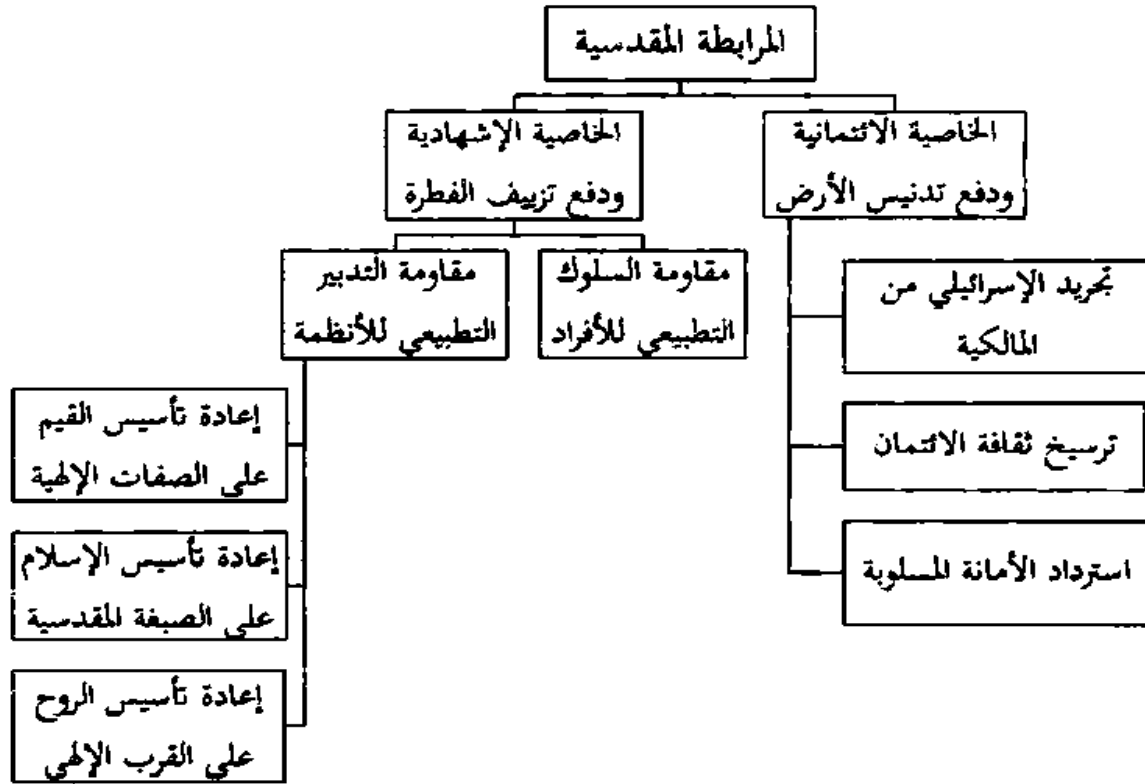 المرابطة المقدسية
الخاصية الائتمانية
ودفع تدنيس الأرض
تجريد الإسرائيلي من
المالكية
ترسيخ ثقافة الائتمان
استرداد الأمانة المسلوبة
الخاصية الإشهادية
ودفع تزييف الفطرة
مقاومة السلوك
التطبيعي للأفراد
مقاومة التدبير
التطبيعي للأنظمة
إعادة تأسيس القيم
على الصفات الإلهية
إعادة تأسيس الإسلام
على الصبغة المقدسية
إعادة تأسيس الروح
على القرب الإلهي